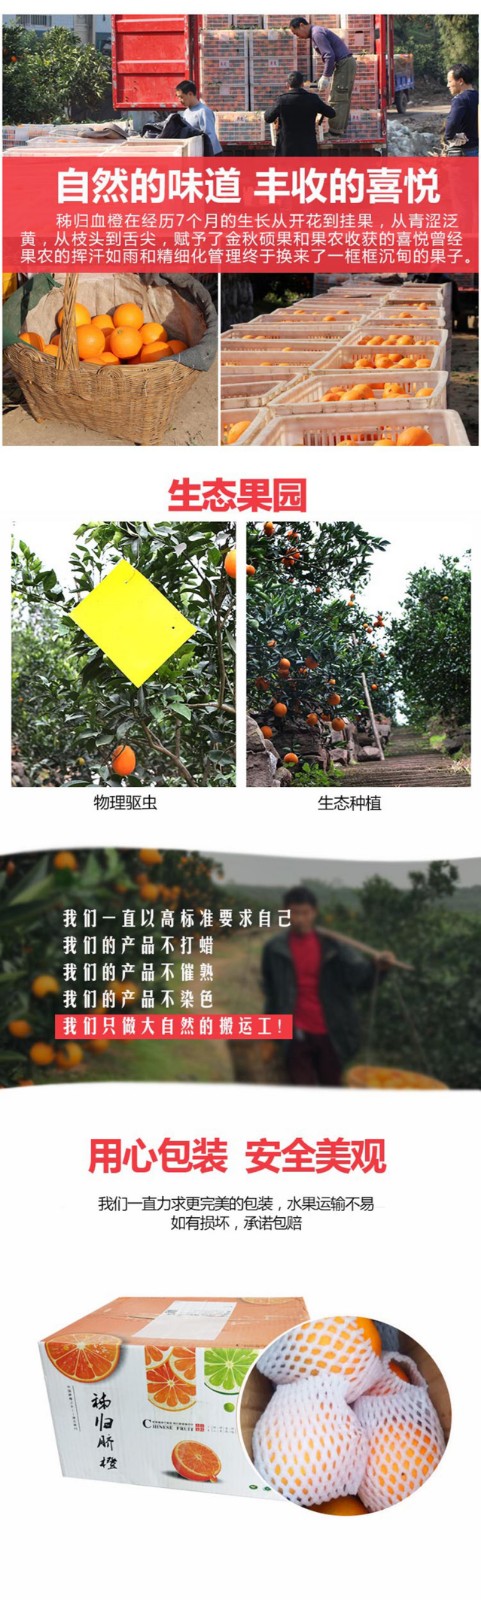 自然的味道 丰收的喜悦
秭归血橙在经历7个月的生长从开花到挂果，从青涩泛
黄，从枝头到舌尖，赋予了金秋硕果和果农收获的喜悦曾经
果农的挥汗如雨和精细化管理终于换来了一框框沉甸的果子。
生态果园
物理驱虫
生态种植
我们一直以高标准要求自己
我们的产品不打蜡
我们的产品不催熟
我们的产品不染色
我们只做大自然的搬运工!
用心包装 安全美观
我们一直力求更完美的包装，水果运输不易
如有损坏，承诺包赔
秭归脐橙
CHINESE FRUIT